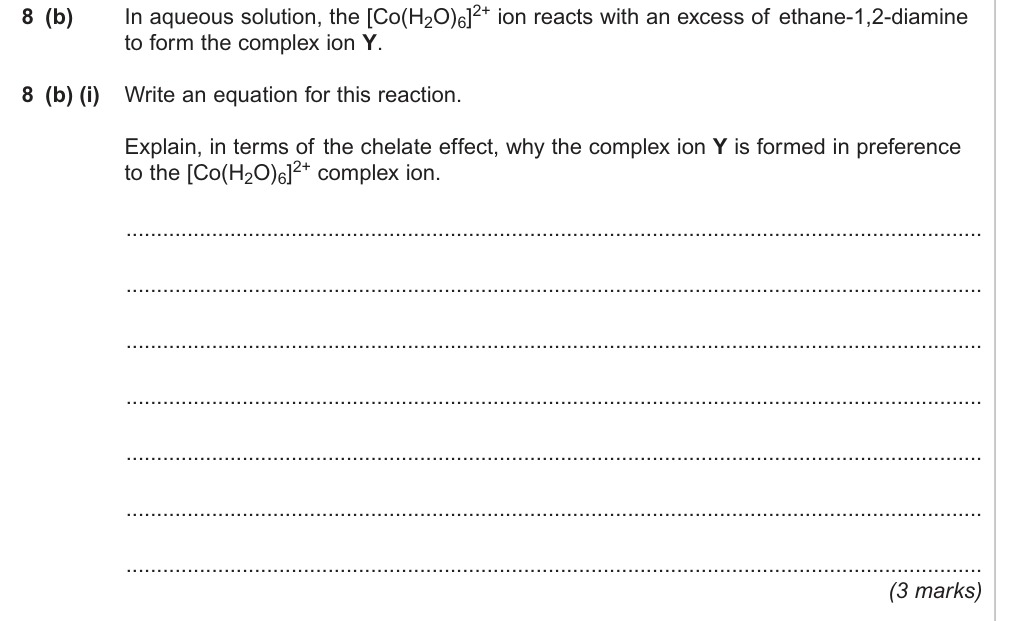 8 (b) In aqueous solution, the [Co(H₂O)₆]²⁺ ion reacts with an excess of ethane-1,2-diamine
to form the complex ion Y.
8 (b) (i) Write an equation for this reaction.
Explain, in terms of the chelate effect, why the complex ion Y is formed in preference
to the [Co(H₂O)₆]²⁺ complex ion.
(3 marks)